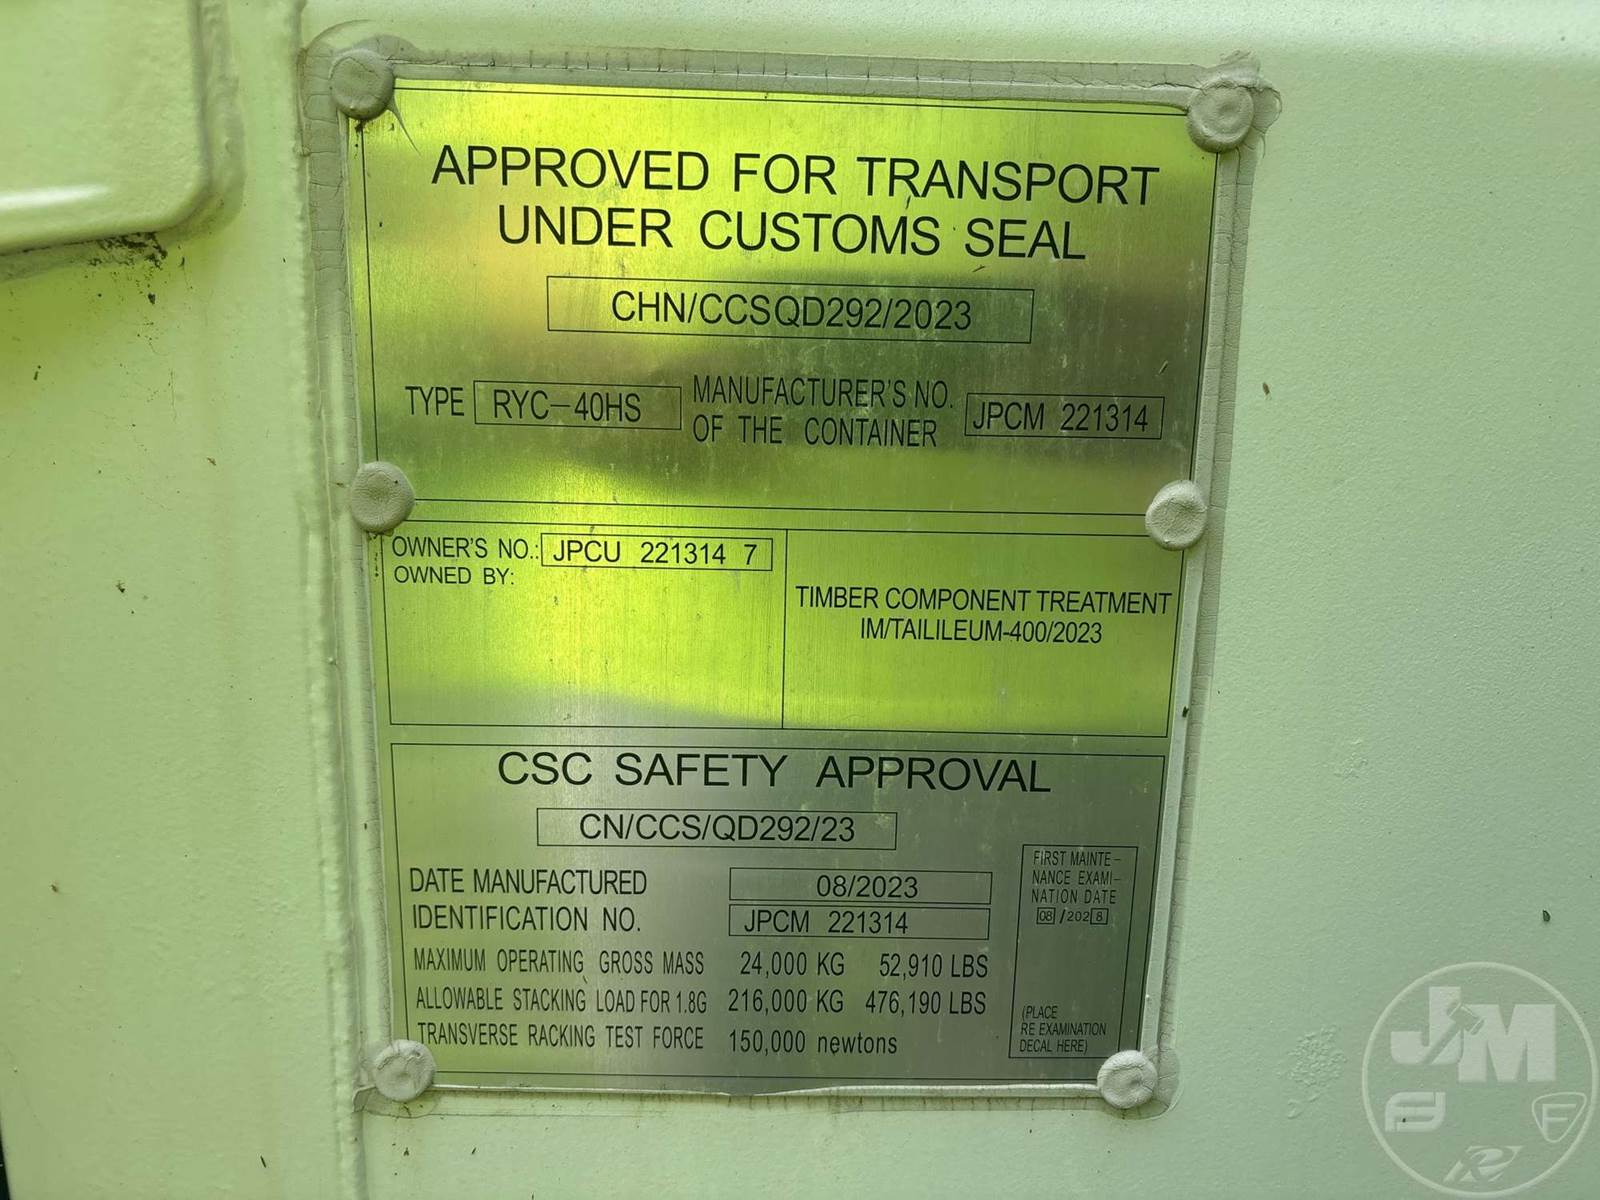 APPROVED FOR TRANSPORT
UNDER CUSTOMS SEAL
CHN/CCSQD292/2023
TYPE RYC-40HS
MANUFACTURER'S NO.
OF THE CONTAINER
JPCM 221314
OWNER'S NO.: JPCU 221314 7
OWNED BY:
TIMBER COMPONENT TREATMENT
IM/TAILILEUM-400/2023
CSC SAFETY APPROVAL
CN/CCS/QD292/23
DATE MANUFACTURED 08/2023
IDENTIFICATION NO. JPCM 221314
MAXIMUM OPERATING GROSS MASS 24,000 KG 52,910 LBS
ALLOWABLE STACKING LOAD FOR 1.8G 216,000 KG 476,190 LBS
TRANSVERSE RACKING TEST FORCE 150,000 newtons
FIRST MAINTE-
NANCE EXAMI-
NATION DATE
08/2028
(PLACE
RE EXAMINATION
DECAL HERE)
JM